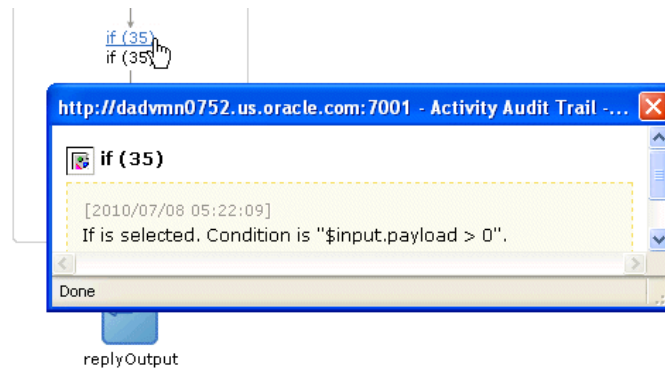 if (35)
if (35)
http://dadvmn0752.us.oracle.com:7001 - Activity Audit Trail -...
if (35)
[2010/07/08 05:22:09]
If is selected. Condition is "$input.payload > 0".
Done
replyOutput